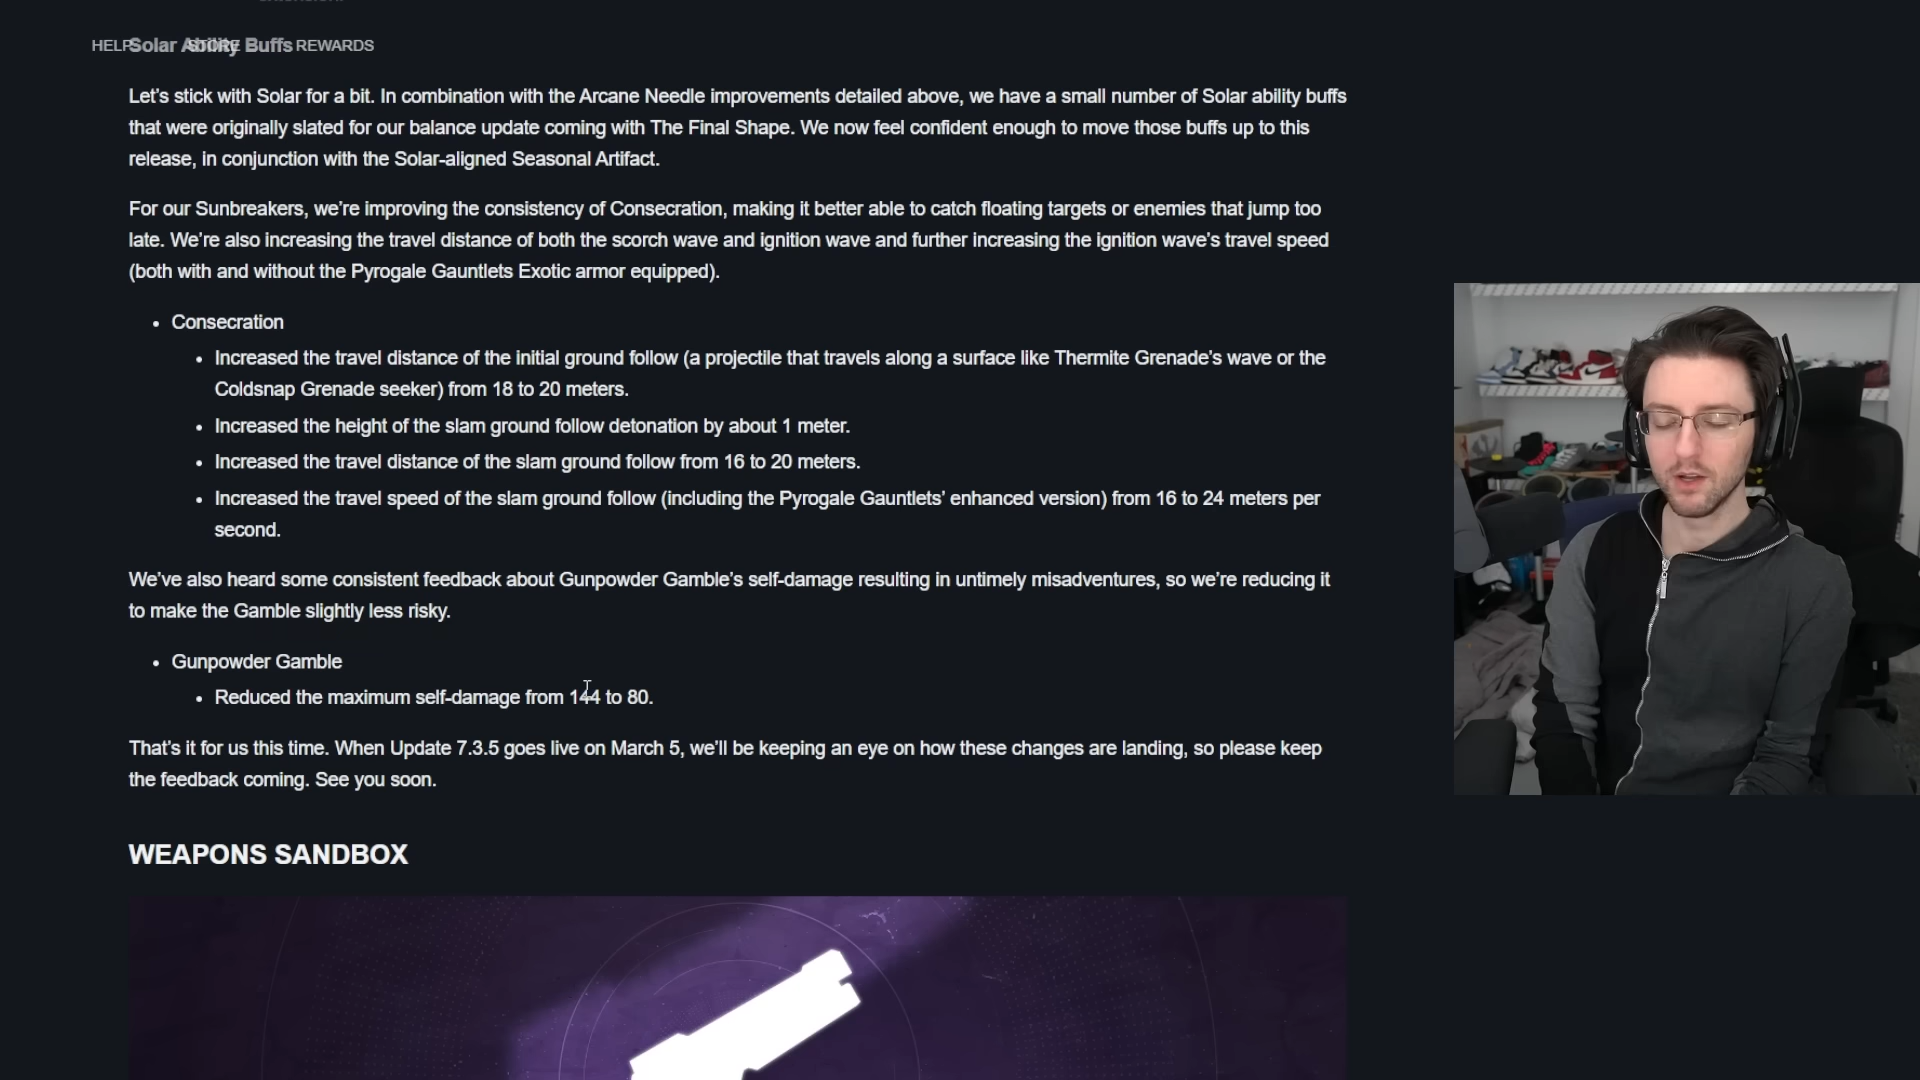 HELP STORE REWARDS
Solar Ability Buffs
Let's stick with Solar for a bit. In combination with the Arcane Needle improvements detailed above, we have a small number of Solar ability buffs
that were originally slated for our balance update coming with The Final Shape. We now feel confident enough to move those buffs up to this
release, in conjunction with the Solar-aligned Seasonal Artifact.
For our Sunbreakers, we're improving the consistency of Consecration, making it better able to catch floating targets or enemies that jump too
late. We're also increasing the travel distance of both the scorch wave and ignition wave and further increasing the ignition wave's travel speed
(both with and without the Pyrogale Gauntlets Exotic armor equipped).
• Consecration
• Increased the travel distance of the initial ground follow (a projectile that travels along a surface like Thermite Grenade's wave or the
Coldsnap Grenade seeker) from 18 to 20 meters.
• Increased the height of the slam ground follow detonation by about 1 meter.
• Increased the travel distance of the slam ground follow from 16 to 20 meters.
• Increased the travel speed of the slam ground follow (including the Pyrogale Gauntlets' enhanced version) from 16 to 24 meters per
second.
We've also heard some consistent feedback about Gunpowder Gamble's self-damage resulting in untimely misadventures, so we're reducing it
to make the Gamble slightly less risky.
• Gunpowder Gamble
• Reduced the maximum self-damage from 144 to 80.
That's it for us this time. When Update 7.3.5 goes live on March 5, we'll be keeping an eye on how these changes are landing, so please keep
the feedback coming. See you soon.
WEAPONS SANDBOX